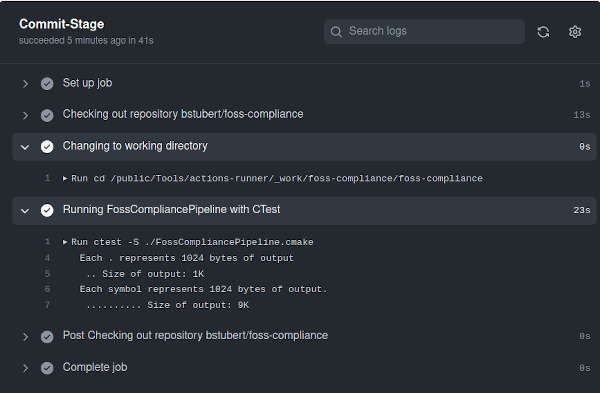 Commit-Stage
succeeded 5 minutes ago in 41s
Search logs
Set up job 1s
Checking out repository bstubert/foss-compliance 13s
Changing to working directory 0s
1 ▸ Run cd /public/Tools/actions-runner/_work/foss-compliance/foss-compliance
Running FossCompliancePipeline with CTest 23s
1 ▸ Run ctest -S ./FossCompliancePipeline.cmake
4 Each . represents 1024 bytes of output
5 .. Size of output: 1K
6 Each symbol represents 1024 bytes of output.
7 .......... Size of output: 9K
Post Checking out repository bstubert/foss-compliance 0s
Complete job 0s